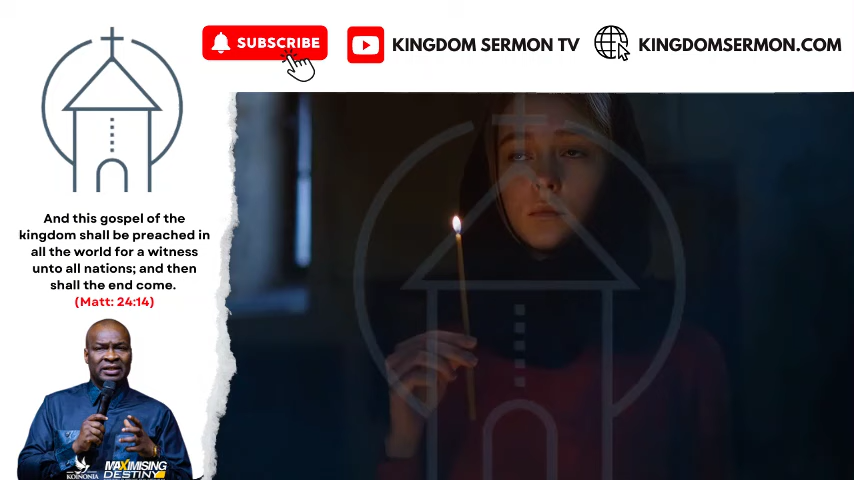 SUBSCRIBE
KINGDOM SERMON TV
KINGDOMSERMON.COM
And this gospel of the
kingdom shall be preached in
all the world for a witness
unto all nations; and then
shall the end come.
(Matt: 24:14)
KOINONIA
MAXIMISING
DESTINY